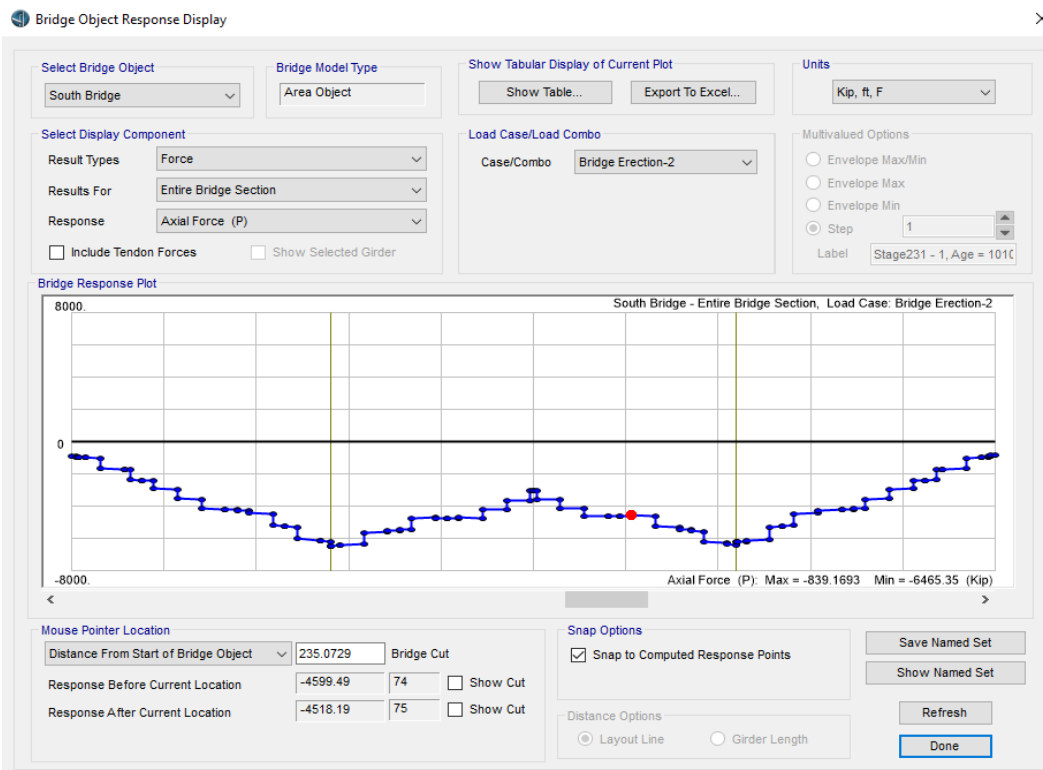 Bridge Object Response Display
Select Bridge Object
South Bridge
Bridge Model Type
Area Object
Show Tabular Display of Current Plot
Show Table...
Export To Excel...
Units
Kip, ft, F
Select Display Component
Result Types
Force
Results For
Entire Bridge Section
Response
Axial Force (P)
Include Tendon Forces
Show Selected Girder
Load Case/Load Combo
Case/Combo
Bridge Erection-2
Multivalued Options
Envelope Max/Min
Envelope Max
Envelope Min
Step
1
Label
Stage231 - 1, Age = 1010
Bridge Response Plot
8000.
South Bridge - Entire Bridge Section, Load Case: Bridge Erection-2
0
-8000.
Axial Force (P): Max = -839.1693 Min = -6465.35 (Kip)
Mouse Pointer Location
Distance From Start of Bridge Object
235.0729
Bridge Cut
Response Before Current Location
-4599.49
74
Show Cut
Response After Current Location
-4518.19
75
Show Cut
Snap Options
Snap to Computed Response Points
Distance Options
Layout Line
Girder Length
Save Named Set
Show Named Set
Refresh
Done